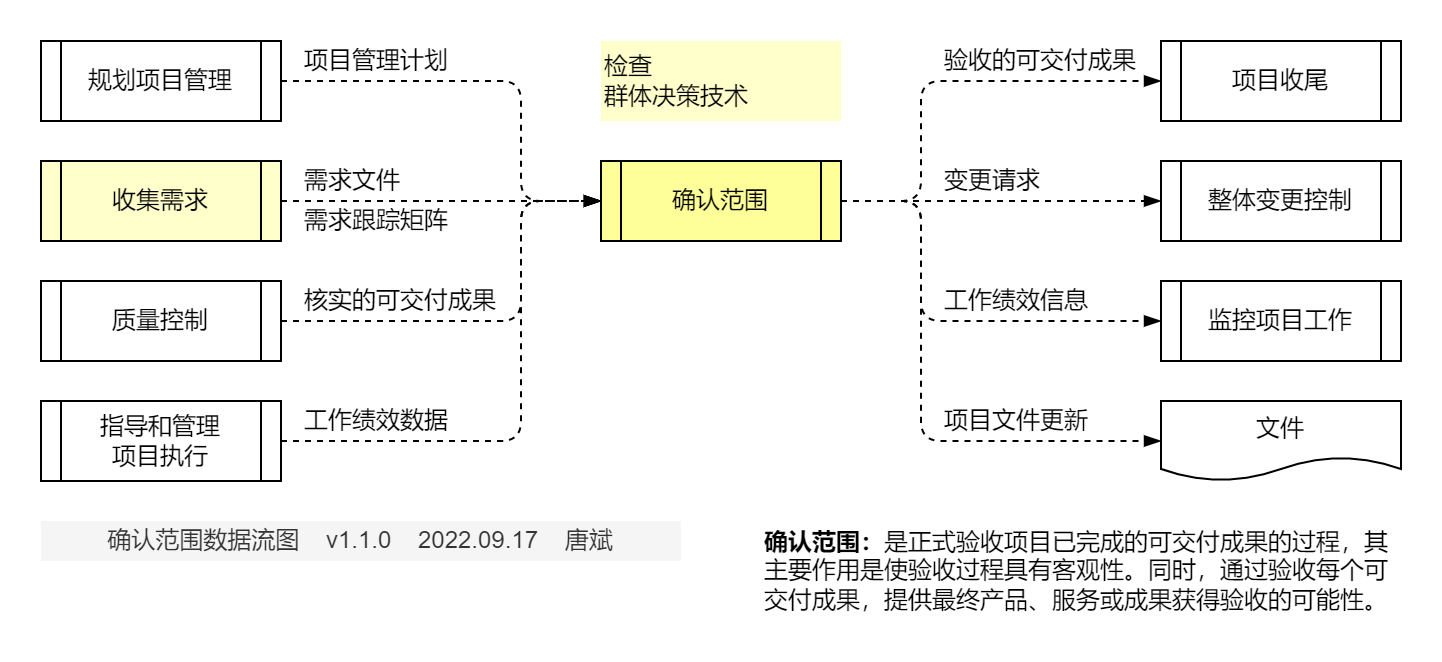 规划项目管理
项目管理计划
检查
群体决策技术
验收的可交付成果
项目收尾
收集需求
需求文件
需求跟踪矩阵
确认范围
变更请求
整体变更控制
质量控制
核实的可交付成果
工作绩效信息
监控项目工作
指导和管理
项目执行
工作绩效数据
项目文件更新
文件
确认范围数据流图 v1.1.0 2022.09.17 唐斌
确认范围：是正式验收项目已完成的可交付成果的过程，其
主要作用是使验收过程具有客观性。同时，通过验收每个可
交付成果，提供最终产品、服务或成果获得验收的可能性。